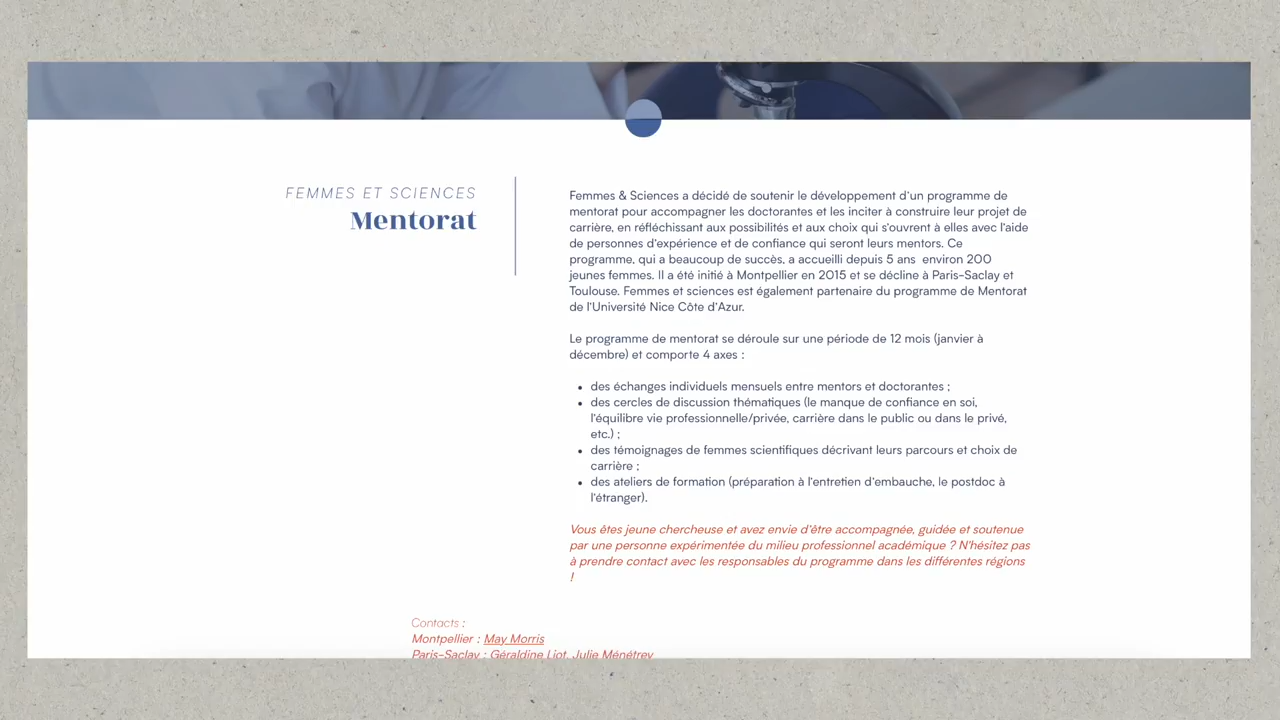 FEMMES ET SCIENCES
Mentorat
Femmes & Sciences a décidé de soutenir le développement d'un programme de
mentorat pour accompagner les doctorantes et les inciter à construire leur projet de
carrière, en réfléchissant aux possibilités et aux choix qui s'ouvrent à elles avec l'aide
de personnes d'expérience et de confiance qui seront leurs mentors. Ce
programme, qui a beaucoup de succès, a accueilli depuis 5 ans environ 200
jeunes femmes. Il a été initié à Montpellier en 2015 et se décline à Paris-Saclay et
Toulouse. Femmes et sciences est également partenaire du programme de Mentorat
de l'Université Nice Côte d'Azur.
Le programme de mentorat se déroule sur une période de 12 mois (janvier à
décembre) et comporte 4 axes :
• des échanges individuels mensuels entre mentors et doctorantes ;
• des cercles de discussion thématiques (le manque de confiance en soi,
l'équilibre vie professionnelle/privée, carrière dans le public ou dans le privé,
etc.) ;
• des témoignages de femmes scientifiques décrivant leurs parcours et choix de
carrière ;
• des ateliers de formation (préparation à l'entretien d'embauche, le postdoc à
l'étranger).
Vous êtes jeune chercheuse et avez envie d'être accompagnée, guidée et soutenue
par une personne expérimentée du milieu professionnel académique ? N'hésitez pas
à prendre contact avec les responsables du programme dans les différentes régions
!
Contacts :
Montpellier : May Morris
Paris-Saclay : Géraldine Liot, Julie Ménétrey